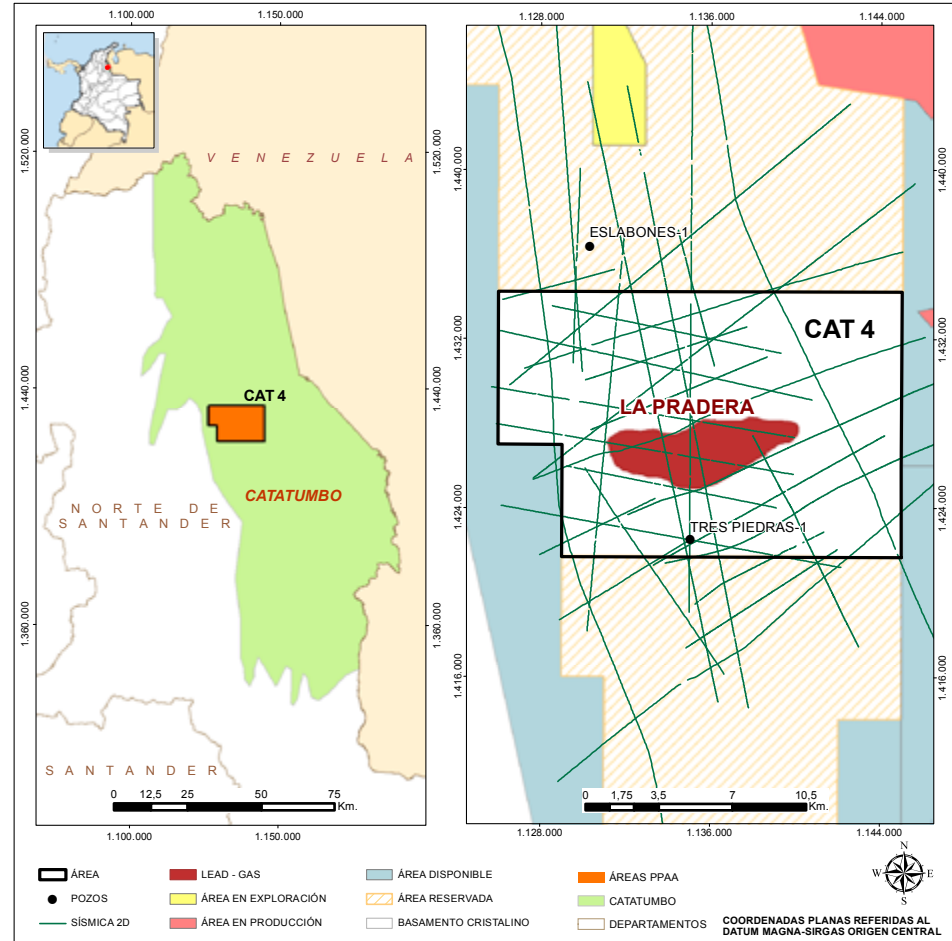 1.100.000
1.150.000
1.128.000
1.136.000
1.144.000
1.520.000
1.520.000
V E N E Z U E L A
1.440.000
1.440.000
ESLABONES-1
1.432.000
1.432.000
CAT 4
1.440.000
1.440.000
CAT 4
LA PRADERA
CATATUMBO
NORTE DE
SANTANDER
1.424.000
1.424.000
TRES PIEDRAS-1
1.360.000
1.360.000
1.416.000
1.416.000
SANTANDER
0 12,5 25 50 75
Km.
0 1,75 3,5 7 10,5
Km.
1.100.000
1.150.000
1.128.000
1.136.000
1.144.000
ÁREA
LEAD - GAS
ÁREA DISPONIBLE
ÁREAS PPAA
POZOS
ÁREA EN EXPLORACIÓN
ÁREA RESERVADA
CATATUMBO
SÍSMICA 2D
ÁREA EN PRODUCCIÓN
BASAMENTO CRISTALINO
DEPARTAMENTOS
N
W E
S
COORDENADAS PLANAS REFERIDAS AL
DATUM MAGNA-SIRGAS ORIGEN CENTRAL